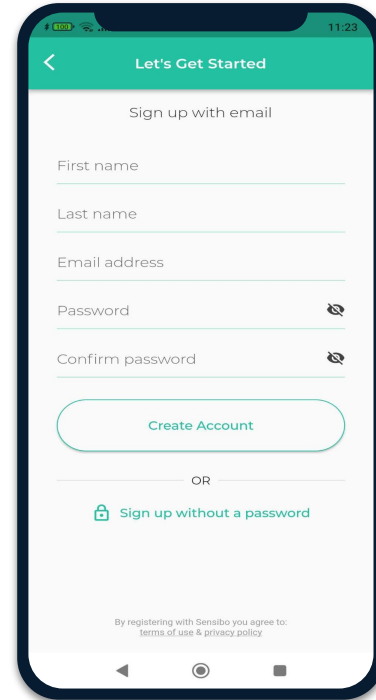 100
11:23
Let's Get Started
Sign up with email
First name
Last name
Email address
Password
Confirm password
Create Account
OR
Sign up without a password
By registering with Sensibo you agree to:
terms of use & privacy policy